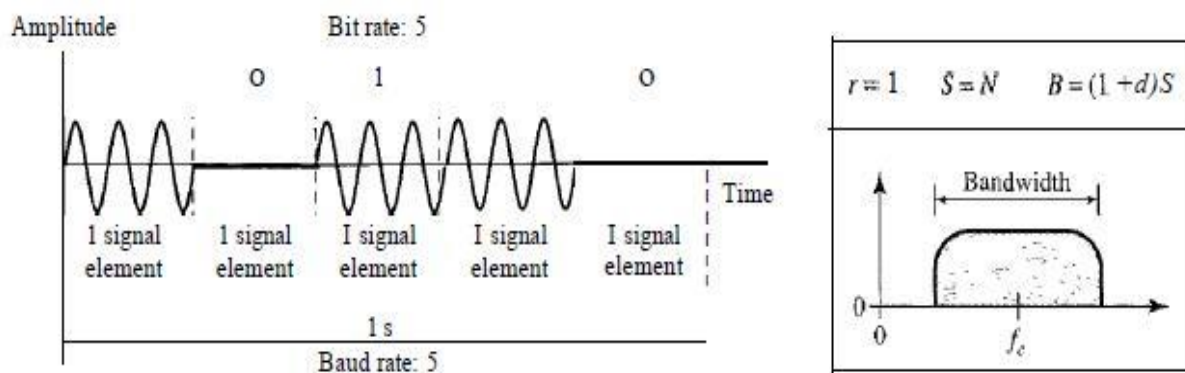 Amplitude Bit rate: 5
0 1 0
Time
1 signal element
1 signal element
I signal element
I signal element
I signal element
1 s
Baud rate: 5
r = 1 S = N B = (1 + d)S
Bandwidth
0
0 f_c